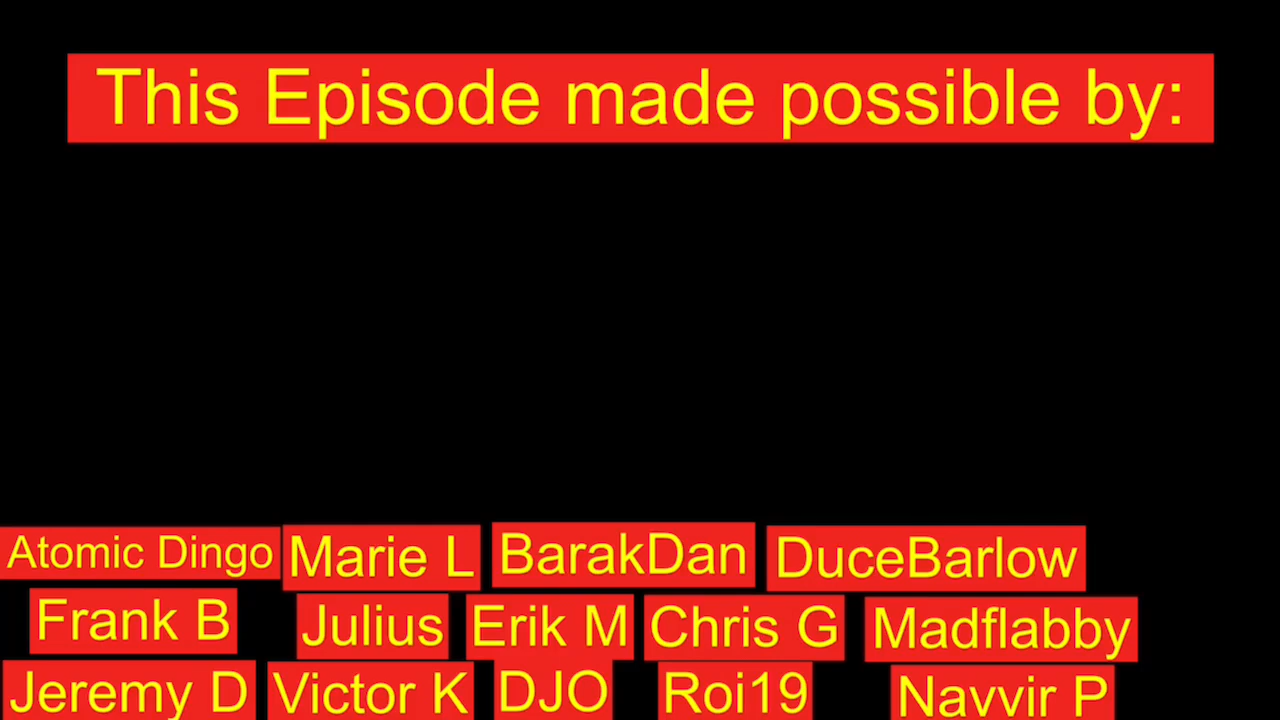 This Episode made possible by:
Atomic Dingo Marie L BarakDan DuceBarlow
Frank B Julius Erik M Chris G Madflabby
Jeremy D Victor K DJO Roi19 Navvir P